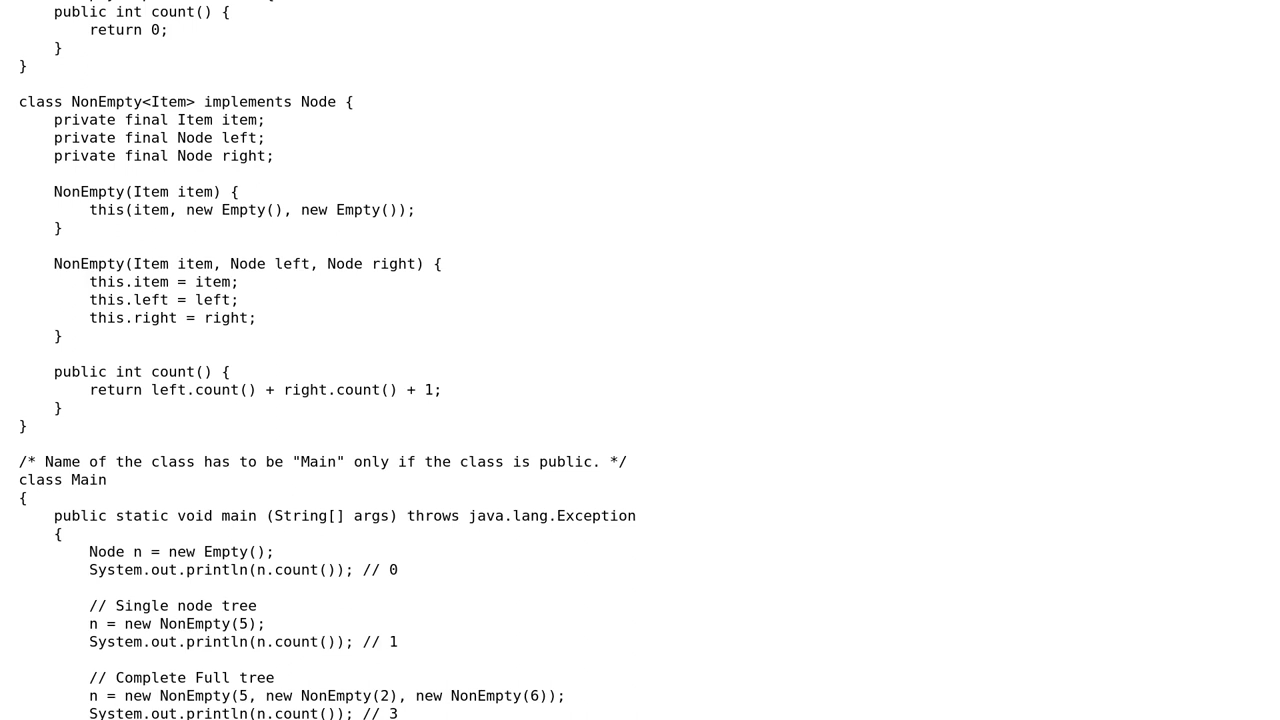 public int count() {
        return 0;
    }
}

class NonEmpty<Item> implements Node {
    private final Item item;
    private final Node left;
    private final Node right;

    NonEmpty(Item item) {
        this(item, new Empty(), new Empty());
    }

    NonEmpty(Item item, Node left, Node right) {
        this.item = item;
        this.left = left;
        this.right = right;
    }

    public int count() {
        return left.count() + right.count() + 1;
    }
}

/* Name of the class has to be "Main" only if the class is public. */
class Main
{
    public static void main (String[] args) throws java.lang.Exception
    {
        Node n = new Empty();
        System.out.println(n.count()); // 0

        // Single node tree
        n = new NonEmpty(5);
        System.out.println(n.count()); // 1

        // Complete Full tree
        n = new NonEmpty(5, new NonEmpty(2), new NonEmpty(6));
        System.out.println(n.count()); // 3